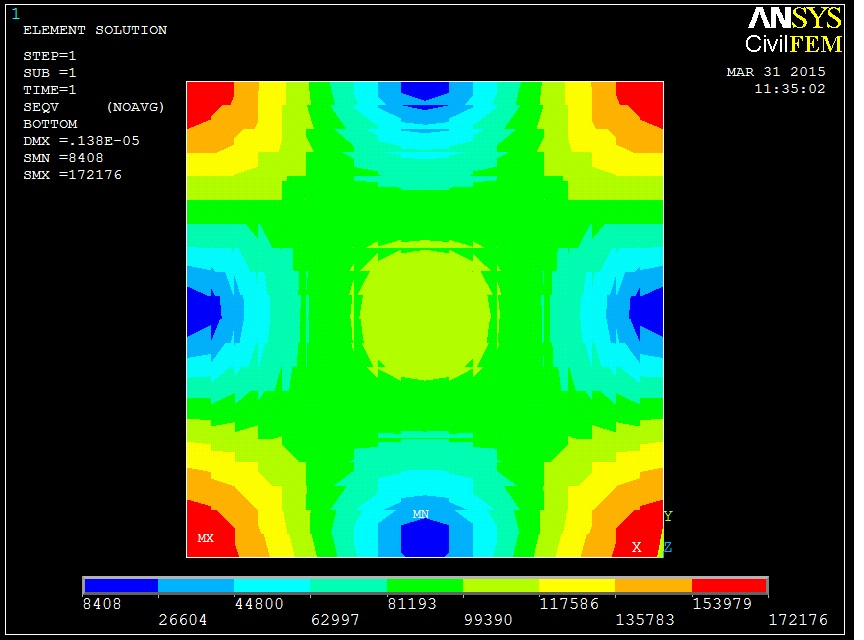 1
ELEMENT SOLUTION
ANSYS
CivilFEM
MAR 31 2015
11:35:02
STEP=1
SUB =1
TIME=1
SEQV (NOAVG)
BOTTOM
DMX =.138E-05
SMN =8408
SMX =172176
MN
MX
Y
X Z
8408 44800 81193 117586 153979
26604 62997 99390 135783 172176